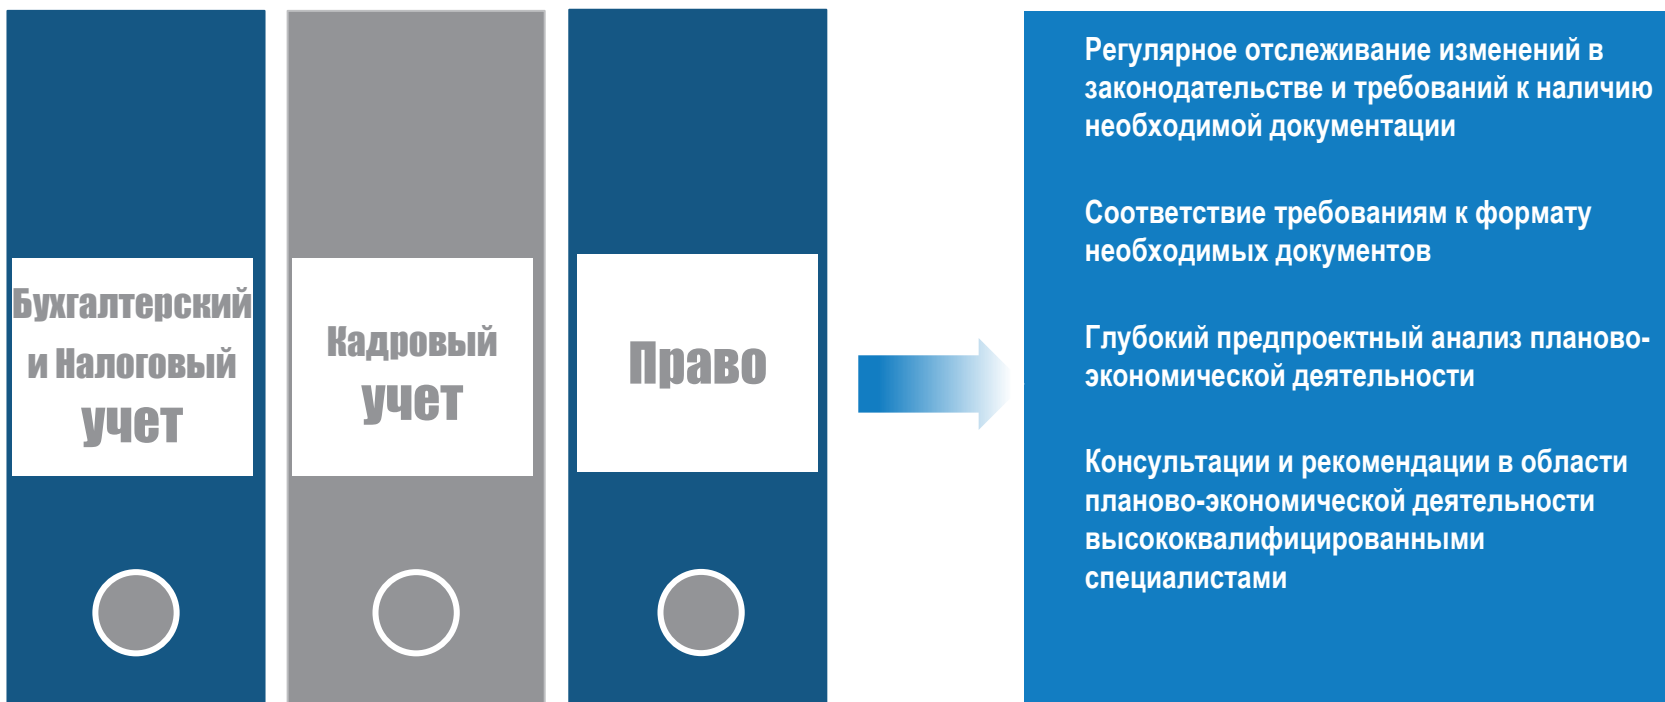 Бухгалтерский
и Налоговый
учет
Кадровый
учет
Право
Регулярное отслеживание изменений в
законодательстве и требований к наличию
необходимой документации
Соответствие требованиям к формату
необходимых документов
Глубокий предпроектный анализ планово-
экономической деятельности
Консультации и рекомендации в области
планово-экономической деятельности
высококвалифицированными
специалистами